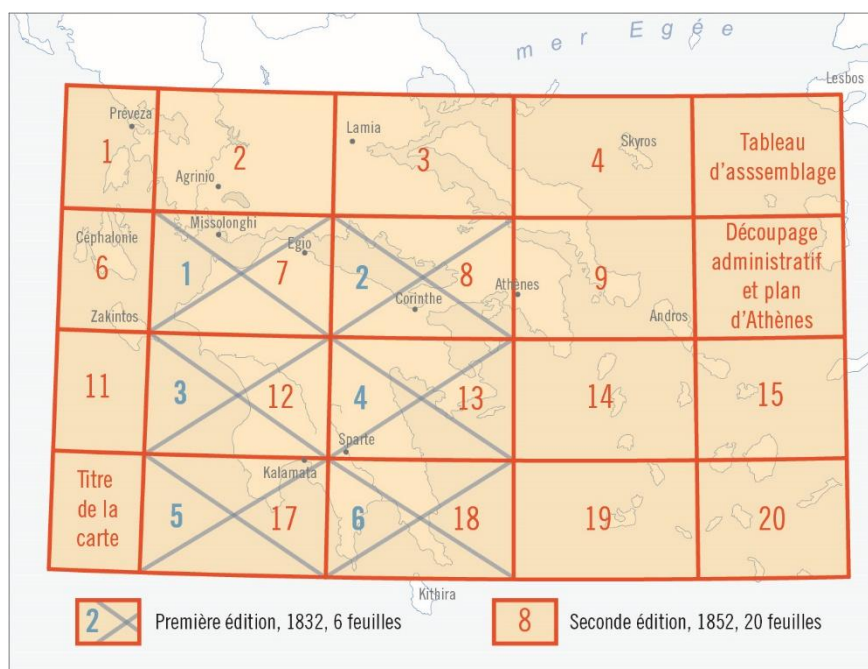 mer Egée
Lesbos
Préveza
1
2
Agrinio
Lamia
3
4
Skyros
Tableau
d'asssemblage
Céphalonie
6
Zakintos
Missolonghi
1
Egio
7
2
8
Corinthe
Athènes
9
Andros
Découpage
administratif
et plan
d'Athènes
11
3
12
4
13
Sparte
14
15
Titre
de la
carte
Kalamata
5
17
6
18
19
20
Kithira
2 Première édition, 1832, 6 feuilles
8 Seconde édition, 1852, 20 feuilles